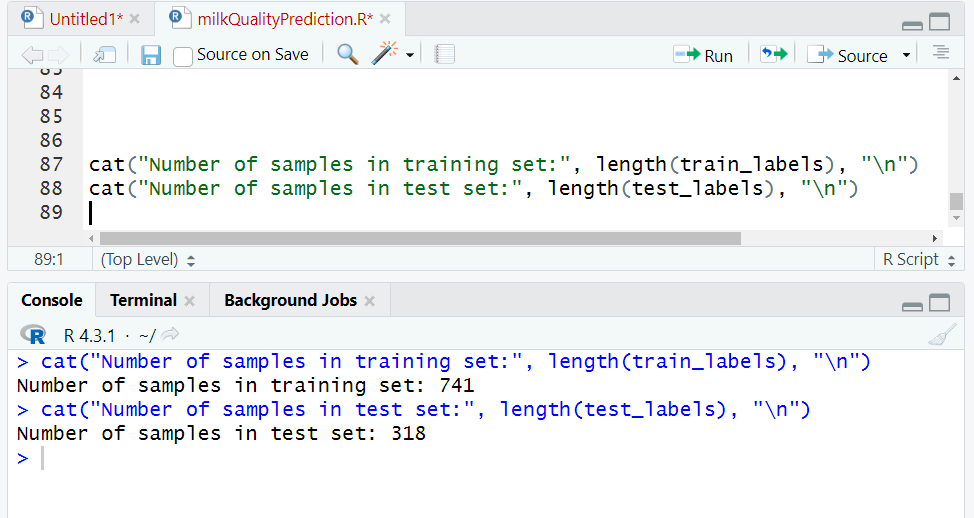 Untitled1*
milkQualityPrediction.R*
Source on Save
Run
Source
84
85
86
87 cat("Number of samples in training set:", length(train_labels), "\n")
88 cat("Number of samples in test set:", length(test_labels), "\n")
89
89:1 (Top Level) R Script
Console Terminal Background Jobs
R 4.3.1 · ~/
> cat("Number of samples in training set:", length(train_labels), "\n")
Number of samples in training set: 741
> cat("Number of samples in test set:", length(test_labels), "\n")
Number of samples in test set: 318
>